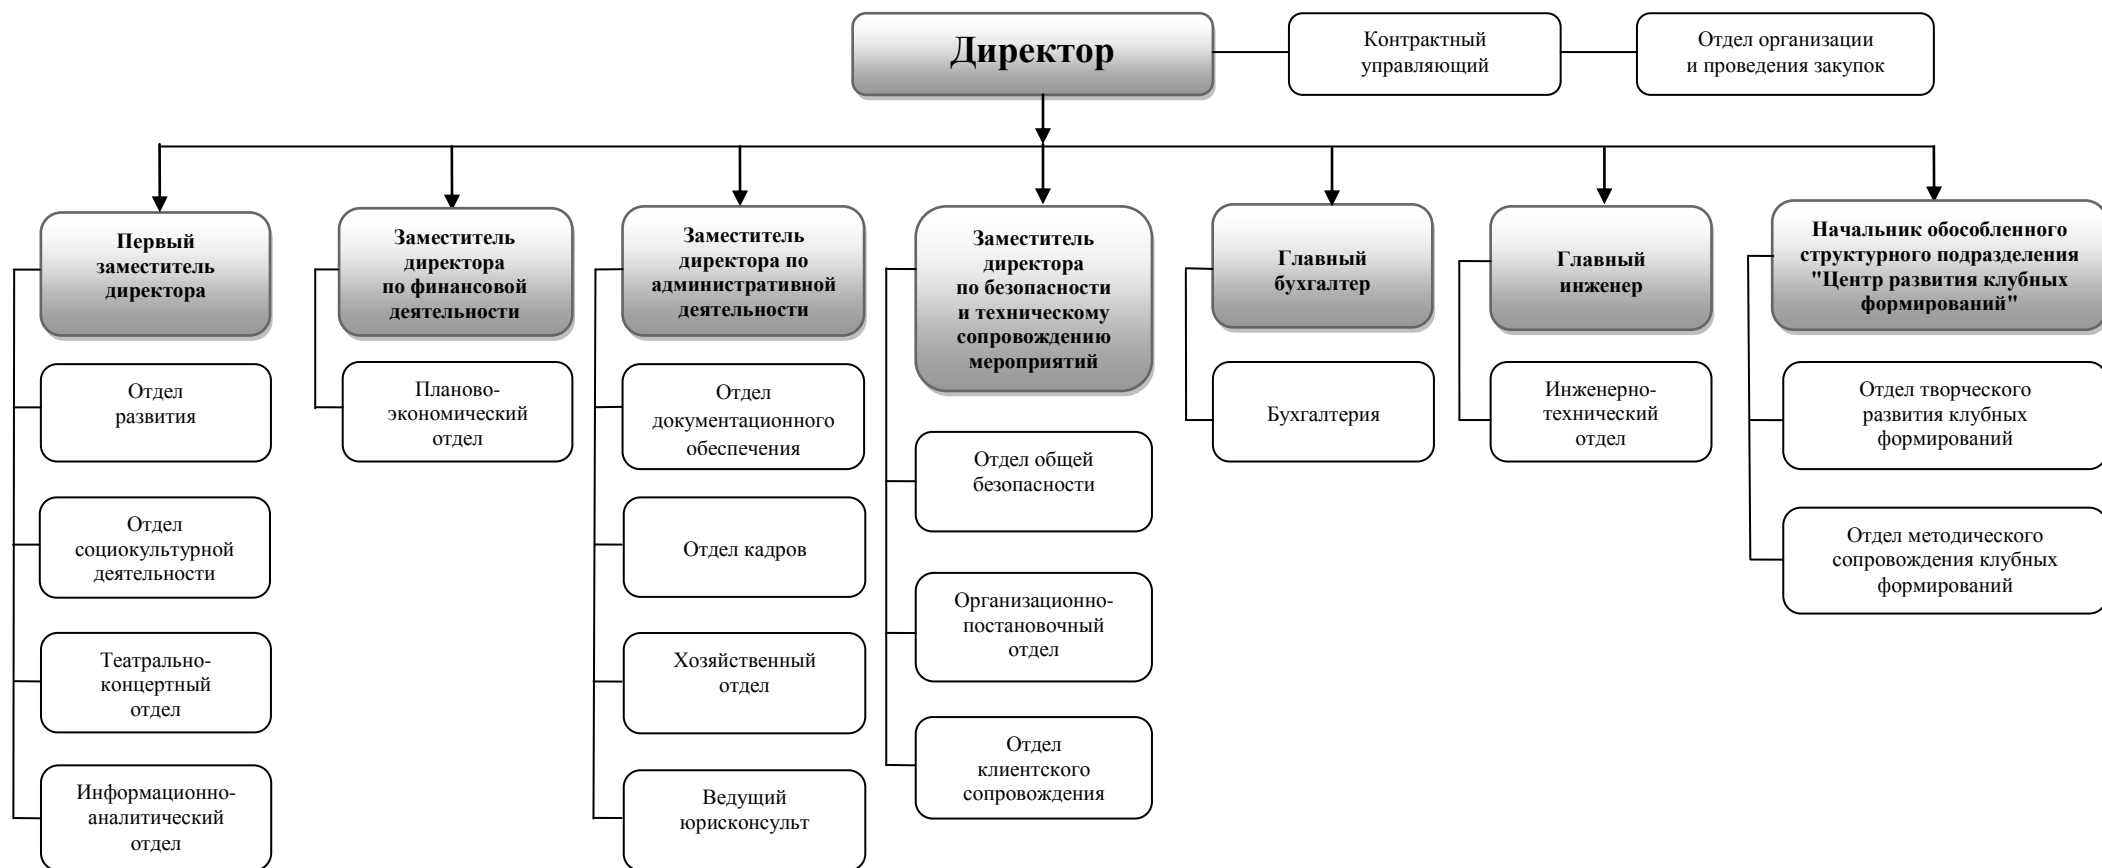 Директор
Контрактный
управляющий
Отдел организации
и проведения закупок
Первый
заместитель
директора
Заместитель
директора
по финансовой
деятельности
Заместитель
директора по
административной
деятельности
Заместитель
директора
по безопасности
и техническому
сопровождению
мероприятий
Главный
бухгалтер
Главный
инженер
Начальник обособленного
структурного подразделения
"Центр развития клубных
формирований"
Отдел
развития
Планово-
экономический
отдел
Отдел
документационного
обеспечения
Отдел общей
безопасности
Бухгалтерия
Инженерно-
технический
отдел
Отдел творческого
развития клубных
формирований
Отдел
социокультурной
деятельности
Отдел кадров
Организационно-
постановочный
отдел
Отдел методического
сопровождения клубных
формирований
Театрально-
концертный
отдел
Хозяйственный
отдел
Отдел
клиентского
сопровождения
Информационно-
аналитический
отдел
Ведущий
юрисконсульт